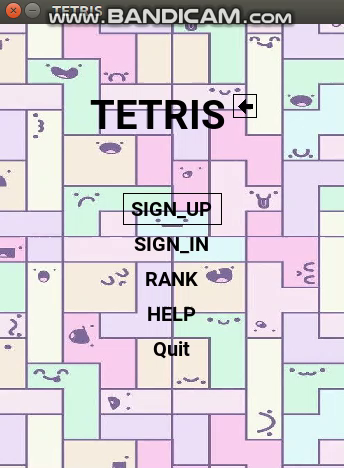 TETRIS
www.BANDICAM.com
TETRIS
SIGN_UP
SIGN_IN
RANK
HELP
Quit